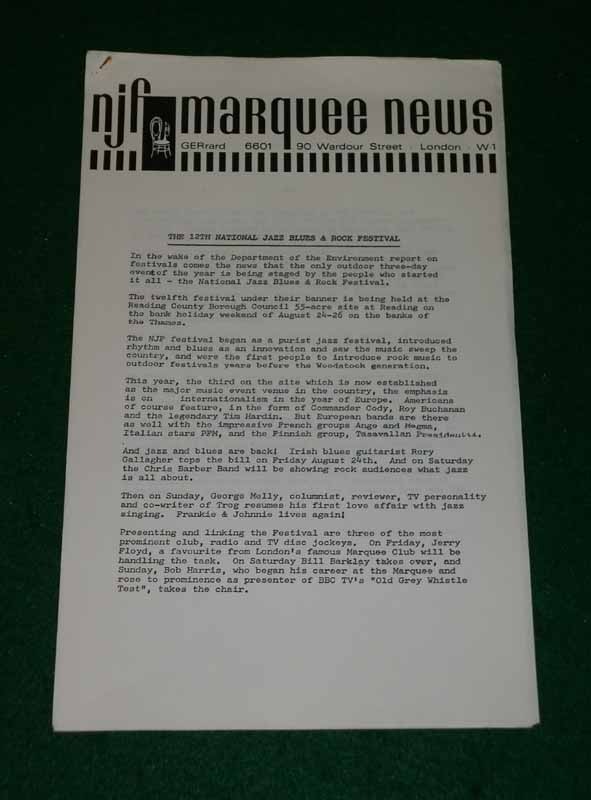 njf marquee news
GERrard 6601 90 Wardour Street London W·1
THE 12TH NATIONAL JAZZ BLUES & ROCK FESTIVAL
In the wake of the Department of the Environment report on
festivals comes the news that the only outdoor three-day
event of the year is being staged by the people who started
it all - the National Jazz Blues & Rock Festival.
The twelfth festival under their banner is being held at the
Reading County Borough Council 55-acre site at Reading on
the bank holiday weekend of August 24-26 on the banks of
the Thames.
The NJF festival began as a purist jazz festival, introduced
rhythm and blues as an innovation and saw the music sweep the
country, and were the first people to introduce rock music to
outdoor festivals years before the Woodstock generation.
This year, the third on the site which is now established
as the major music event venue in the country, the emphasis
is on internationalism in the year of Europe. Americans
of course feature, in the form of Commander Cody, Roy Buchanan
and the legendary Tim Hardin. But European bands are there
as well with the impressive French groups Ange and Magma,
Italian stars PFM, and the Finnish group, Tasavallan Presidentti.
And jazz and blues are back! Irish blues guitarist Rory
Gallagher tops the bill on Friday August 24th. And on Saturday
the Chris Barber Band will be showing rock audiences what jazz
is all about.
Then on Sunday, George Melly, columnist, reviewer, TV personality
and co-writer of Trog resumes his first love affair with jazz
singing. Frankie & Johnnie lives again!
Presenting and linking the Festival are three of the most
prominent club, radio and TV disc jockeys. On Friday, Jerry
Floyd, a favourite from London's famous Marquee Club will be
handling the task. On Saturday Bill Barklay takes over, and
Sunday, Bob Harris, who began his career at the Marquee and
rose to prominence as presenter of BBC TV's "Old Grey Whistle
Test", takes the chair.